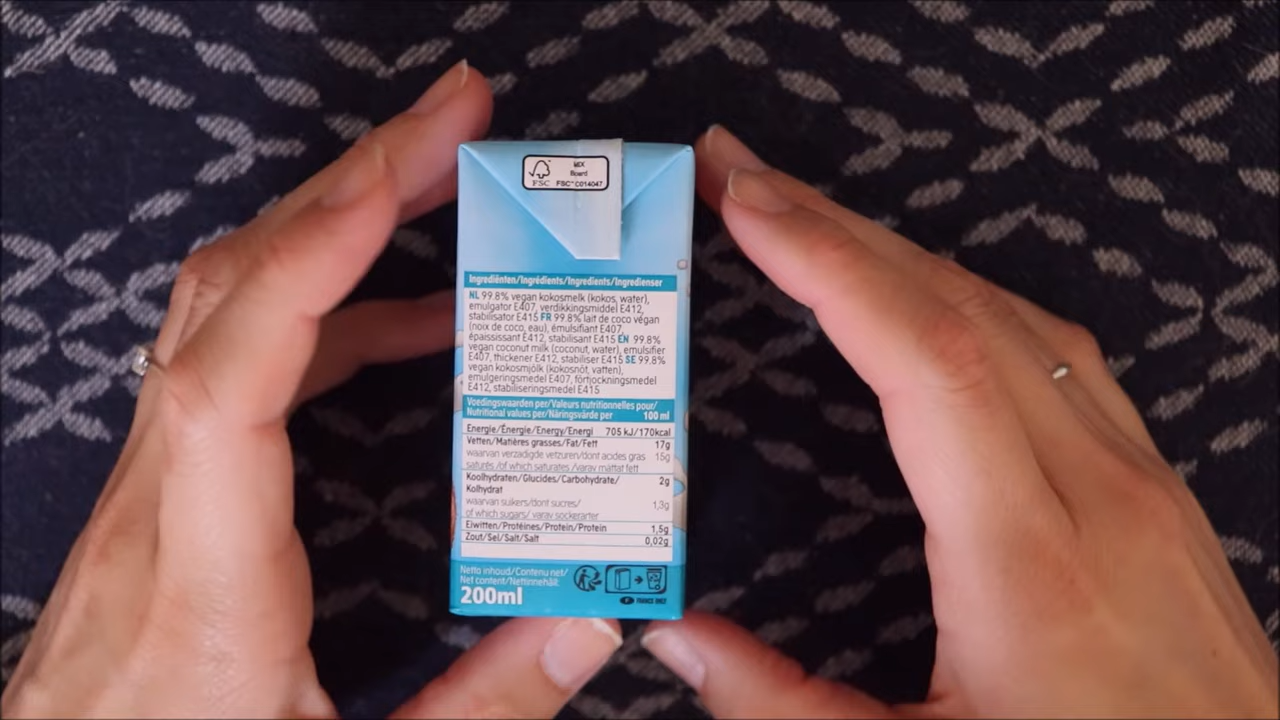 MIX
Board
FSC
FSC™ C014047
Ingrediënten/Ingrédients/Ingredients/Ingredienser
NL 99.8% vegan kokosmelk (kokos, water),
emulgator E407, verdikkingsmiddel E412,
stabilisator E415 FR 99.8% lait de coco végan
(noix de coco, eau), émulsifiant E407,
épaississant E412, stabilisant E415 EN 99.8%
vegan coconut milk (coconut, water), emulsifier
E407, thickener E412, stabiliser E415 SE 99.8%
vegan kokosmjölk (kokosnöt, vatten),
emulgeringsmedel E407, förtjockningsmedel
E412, stabiliseringsmedel E415
Voedingswaarden per/Valeurs nutritionnelles pour/
Nutritional values per/Näringsvärde per 100 ml
Energie/Énergie/Energy/Energi 705 kJ/170kcal
Vetten/Matières grasses/Fat/Fett 17g
waarvan verzadigde vetzuren/dont acides gras 15g
saturés /of which saturates /varav mättat fett
Koolhydraten/Glucides/Carbohydrate/ 2g
Kolhydrat
waarvan suikers/dont sucres/ 1,3g
of which sugars/ varav sockerarter
Eiwitten/Protéines/Protein/Protein 1,5g
Zout/Sel/Salt/Salt 0,02g
Netto inhoud/Contenu net/
Net content/Nettoinnehåll:
200ml
FRANCE ONLY